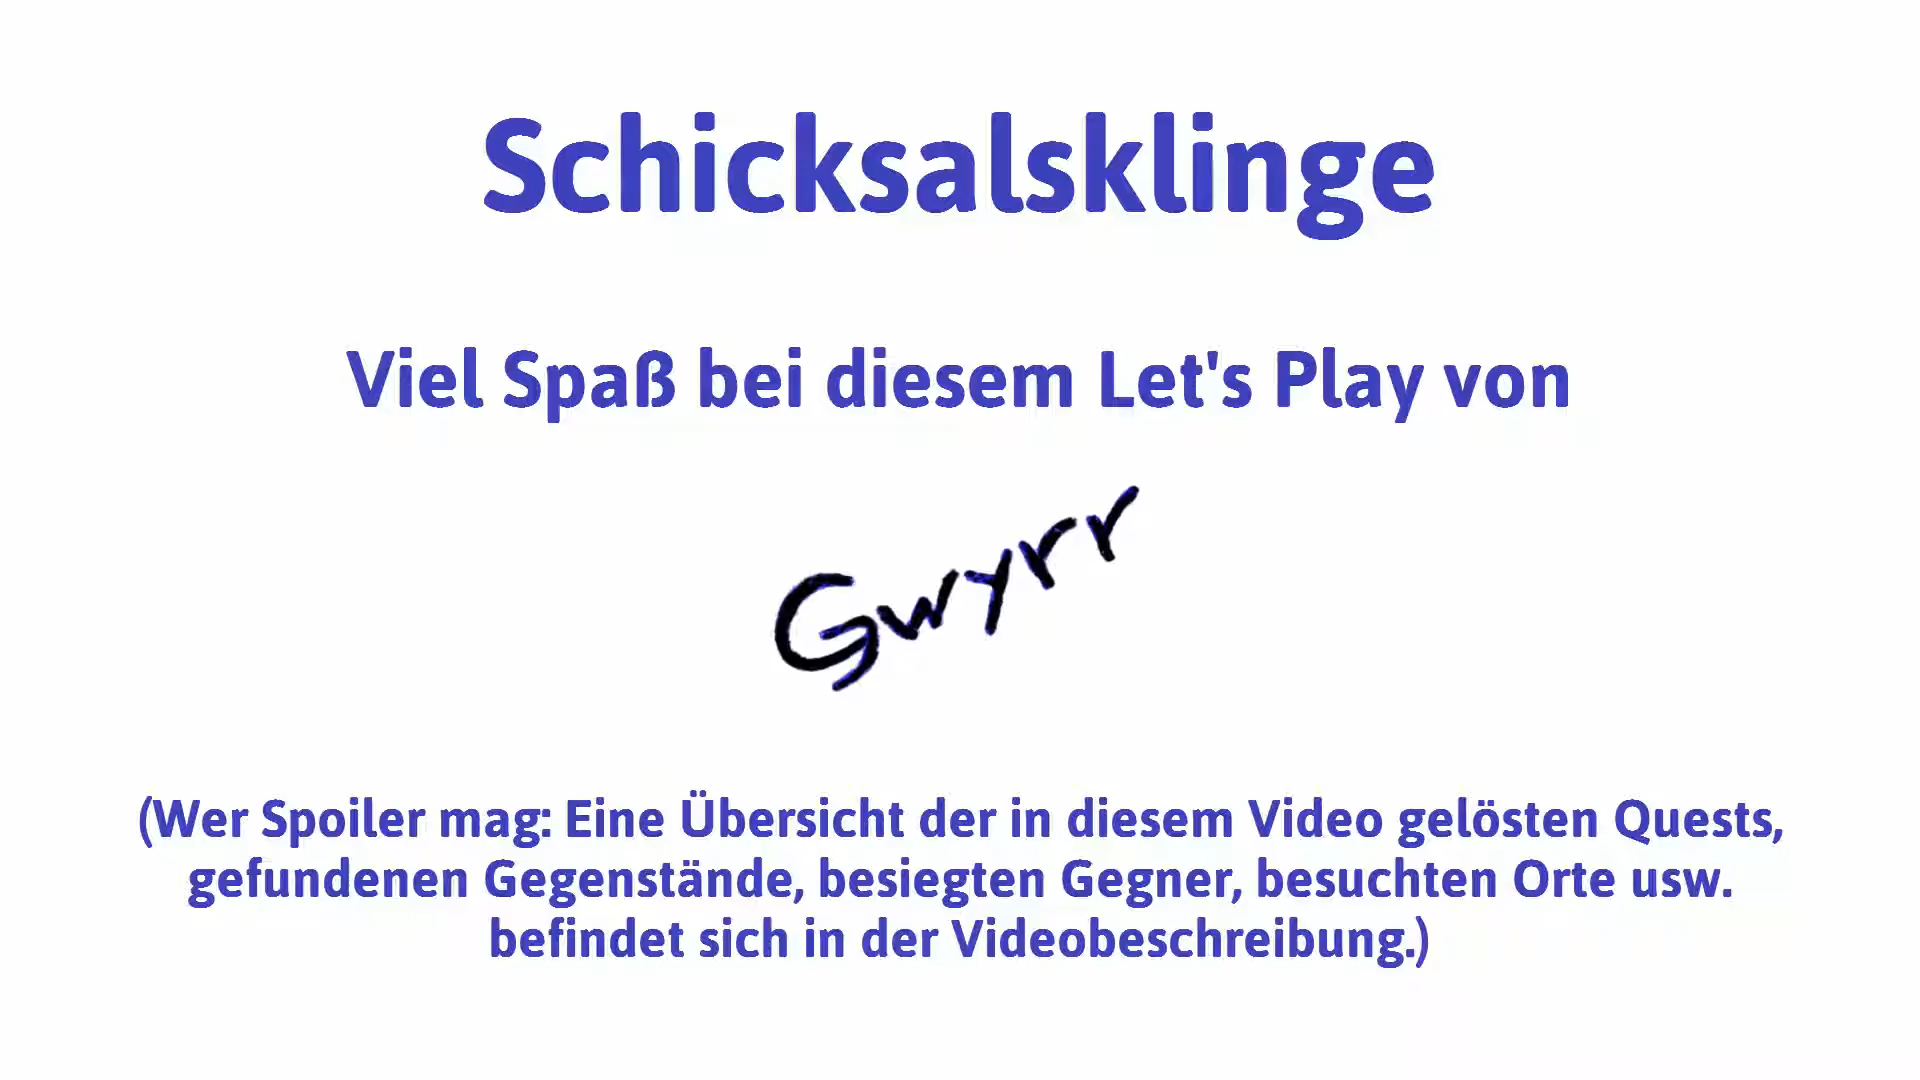 Schicksalsklinge
Viel Spaß bei diesem Let's Play von
Gwyrr
(Wer Spoiler mag: Eine Übersicht der in diesem Video gelösten Quests,
gefundenen Gegenstände, besiegten Gegner, besuchten Orte usw.
befindet sich in der Videobeschreibung.)